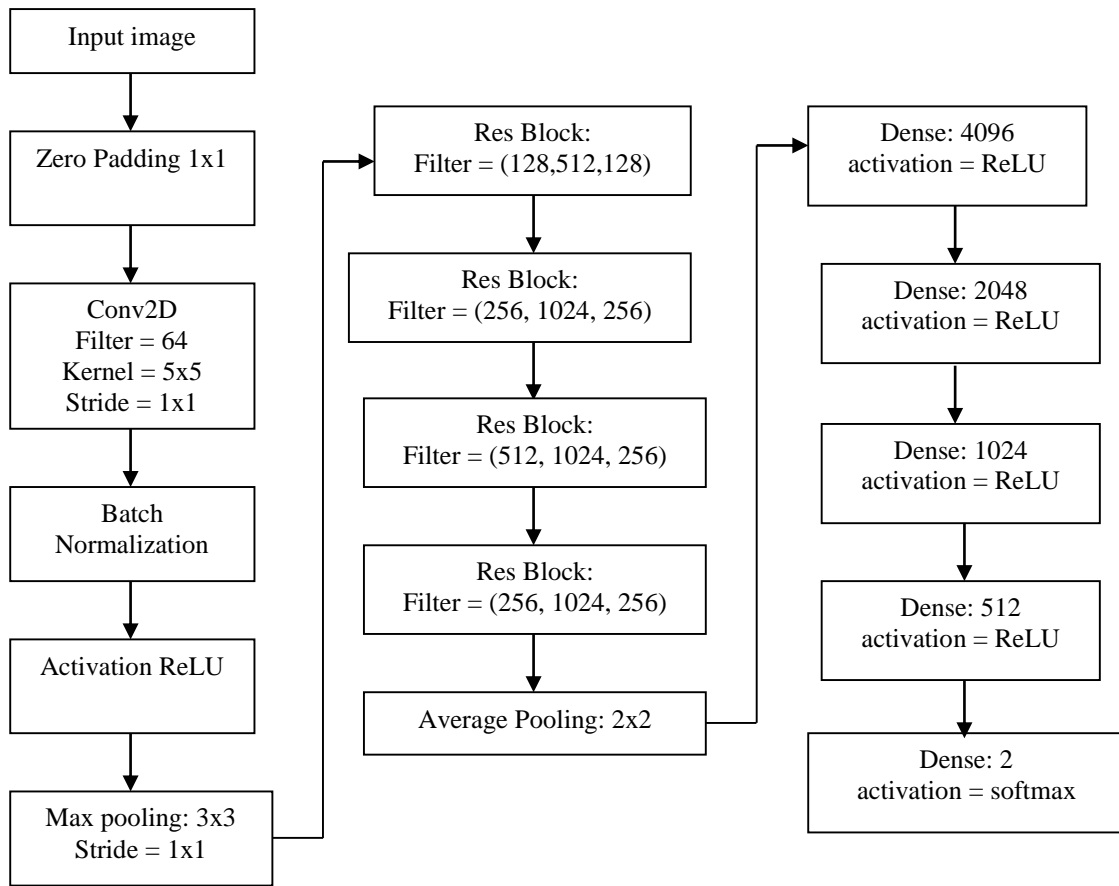 Input image
Zero Padding 1x1
Conv2D
Filter = 64
Kernel = 5x5
Stride = 1x1
Batch
Normalization
Activation ReLU
Max pooling: 3x3
Stride = 1x1
Res Block:
Filter = (128,512,128)
Res Block:
Filter = (256, 1024, 256)
Res Block:
Filter = (512, 1024, 256)
Res Block:
Filter = (256, 1024, 256)
Average Pooling: 2x2
Dense: 4096
activation = ReLU
Dense: 2048
activation = ReLU
Dense: 1024
activation = ReLU
Dense: 512
activation = ReLU
Dense: 2
activation = softmax